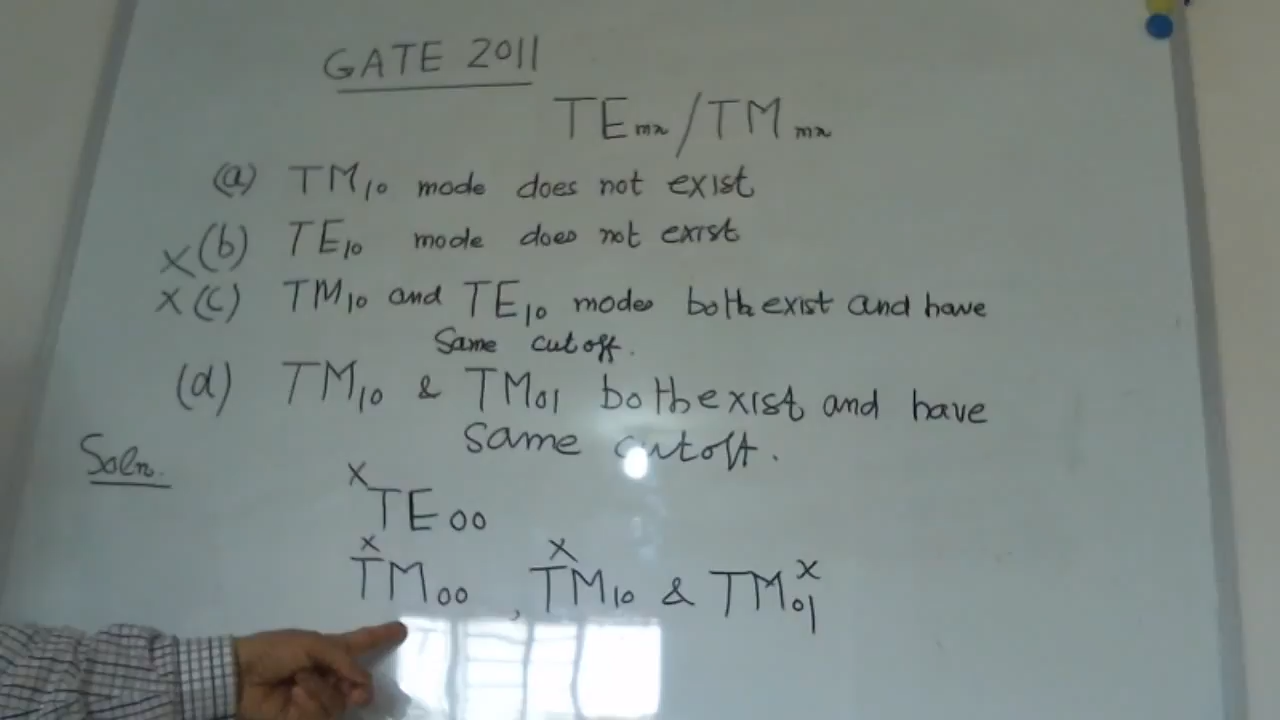 GATE 2011
TEmn/TMmn
(a) TM10 mode does not exist
X (b) TE10 mode does not exist
X (c) TM10 and TE10 modes both exist and have
Same cutoff.
(d) TM10 & TM01 both exist and have
same cutoff.
Soln.
X
TE00
X X X
TM00, TM10 & TM01